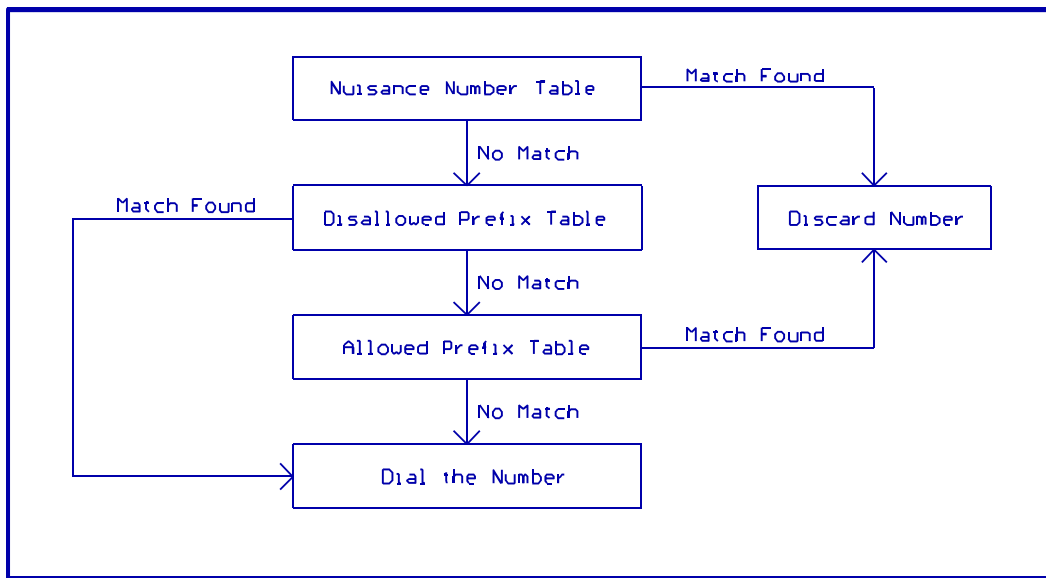 Match Found
Nuisance Number Table
No Match
Match Found
Disallowed Prefix Table
Discard Number
No Match
Match Found
Allowed Prefix Table
No Match
Dial the Number